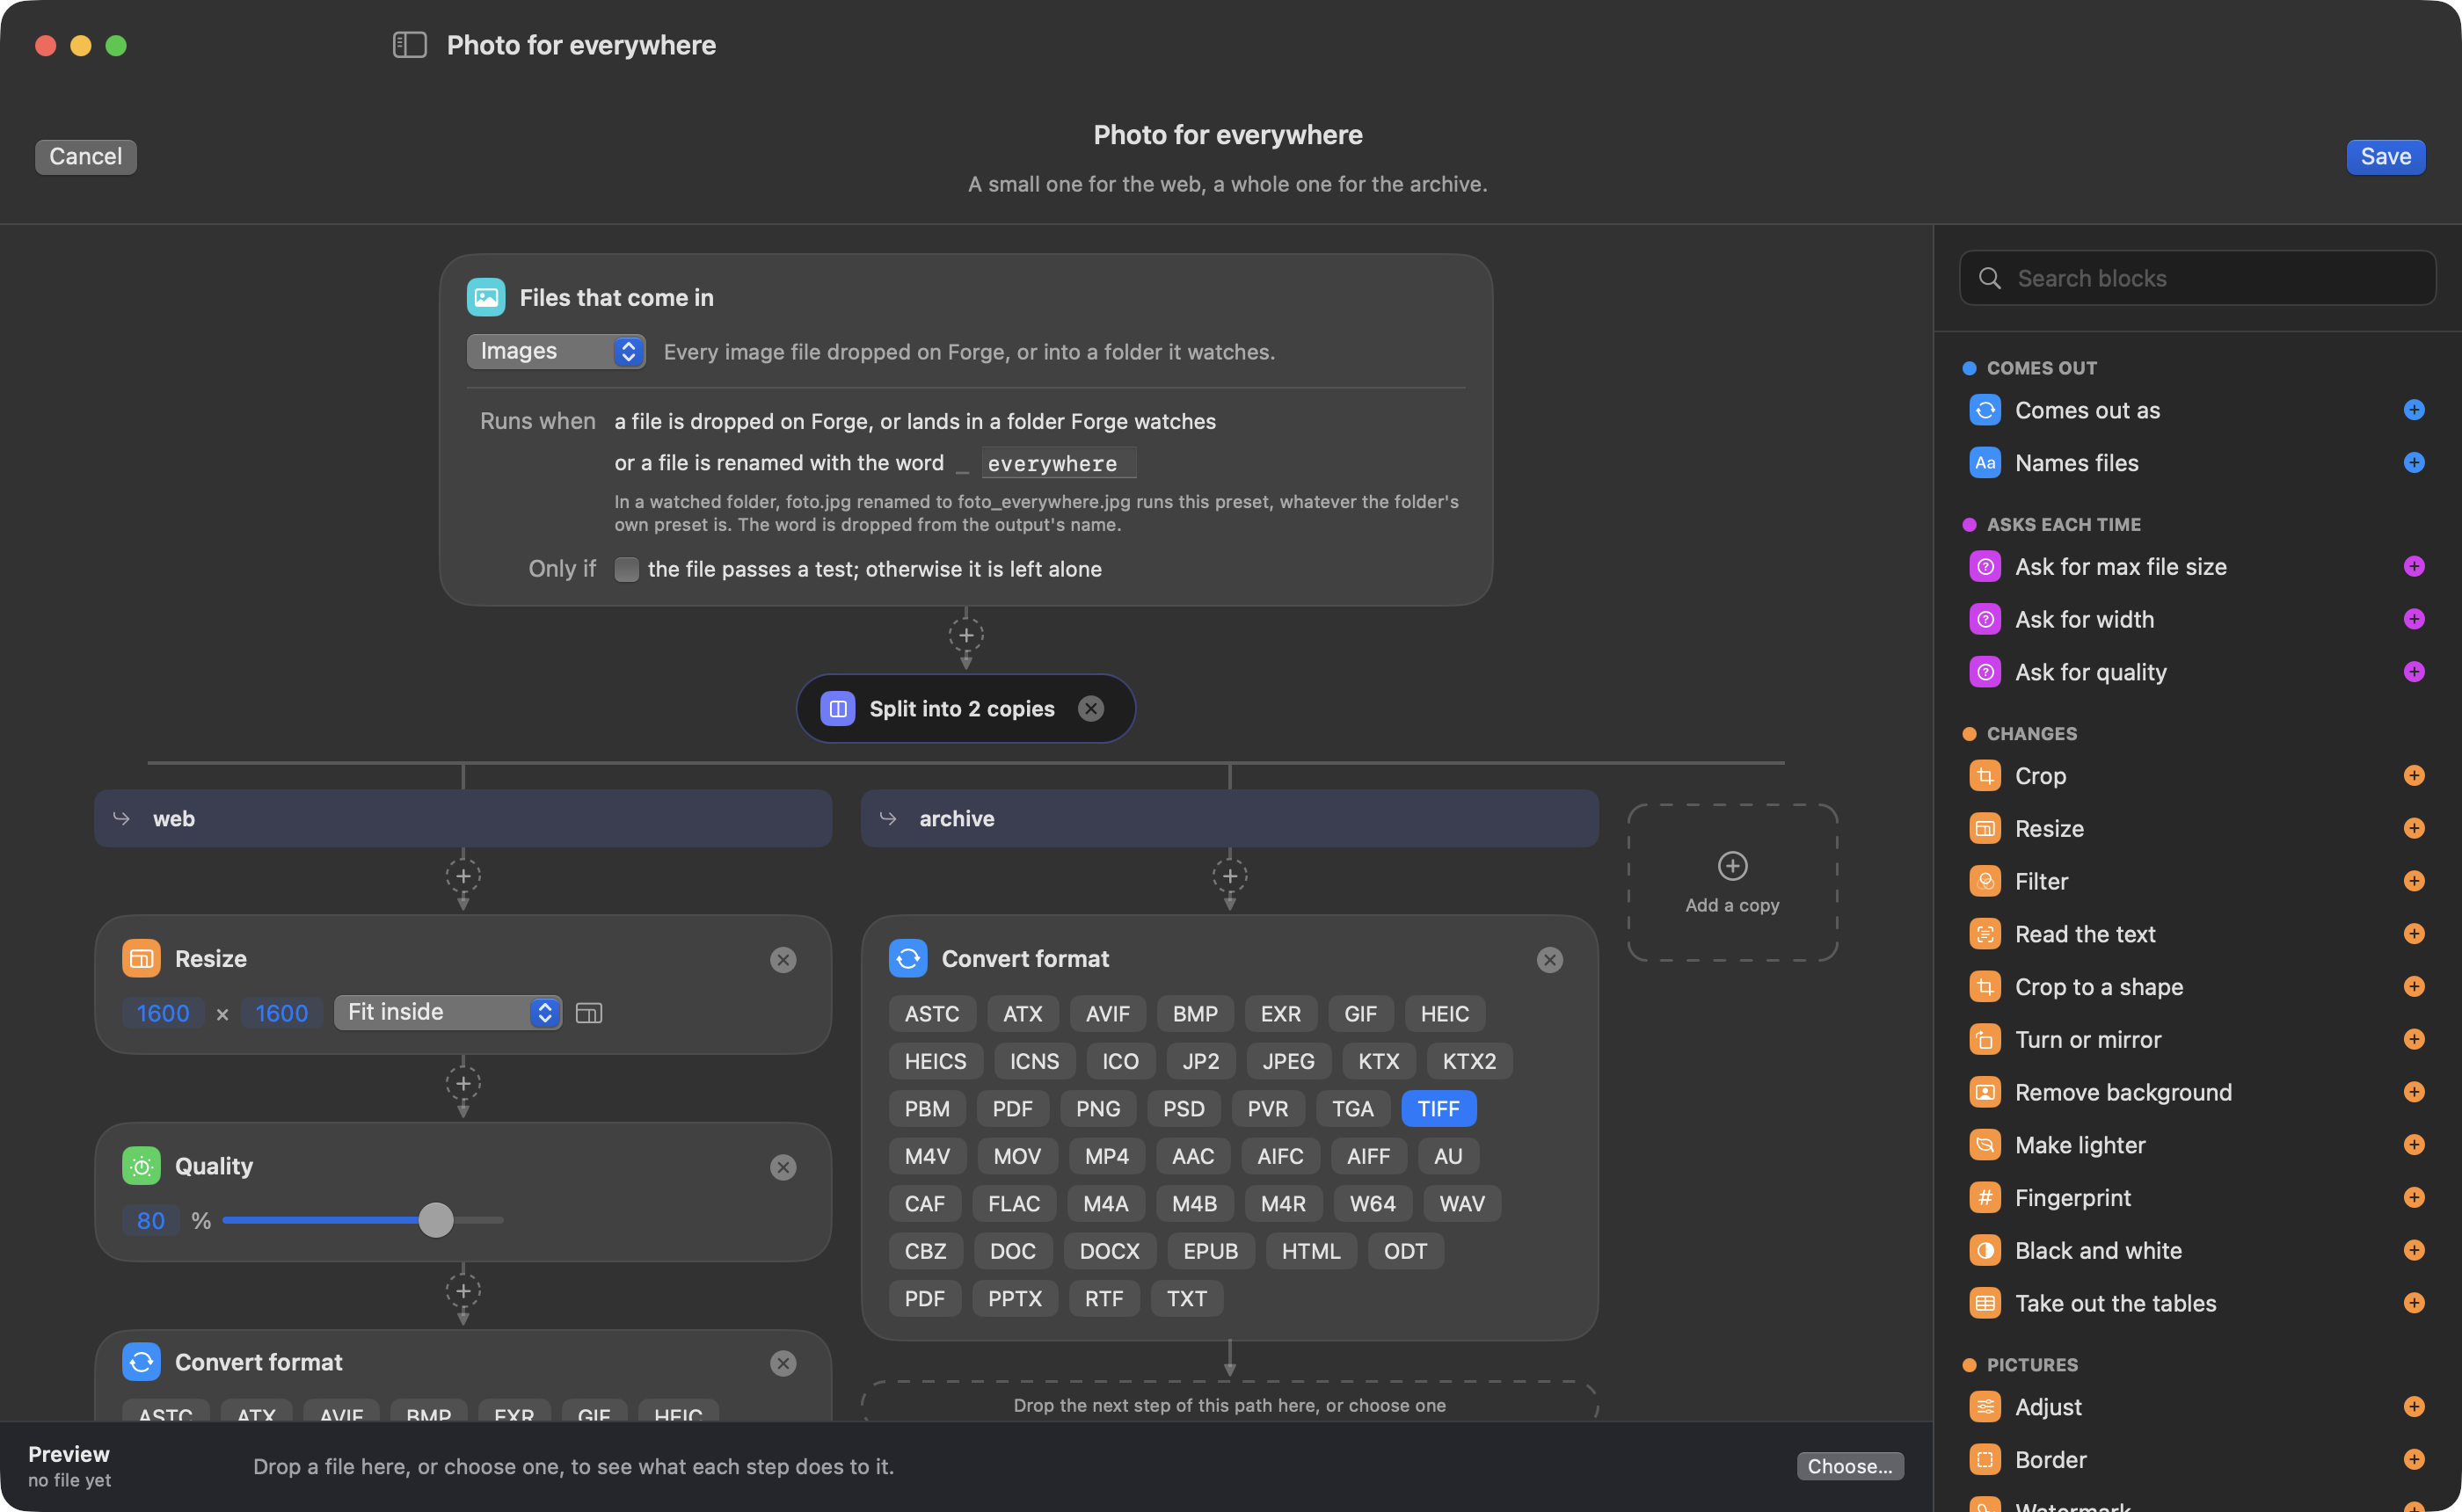 Photo for everywhere
Cancel
Photo for everywhere
A small one for the web, a whole one for the archive.
Save
Files that come in
Images
Every image file dropped on Forge, or into a folder it watches.
Runs when a file is dropped on Forge, or lands in a folder Forge watches
or a file is renamed with the word _ everywhere
In a watched folder, foto.jpg renamed to foto_everywhere.jpg runs this preset, whatever the folder's
own preset is. The word is dropped from the output's name.
Only if the file passes a test; otherwise it is left alone
Split into 2 copies
web
archive
Add a copy
Resize
1600 × 1600 Fit inside
Quality
80 %
Convert format
ASTC ATX AVIF BMP EXR GIF HEIC
Convert format
ASTC ATX AVIF BMP EXR GIF HEIC
HEICS ICNS ICO JP2 JPEG KTX KTX2
PBM PDF PNG PSD PVR TGA TIFF
M4V MOV MP4 AAC AIFC AIFF AU
CAF FLAC M4A M4B M4R W64 WAV
CBZ DOC DOCX EPUB HTML ODT
PDF PPTX RTF TXT
Drop the next step of this path here, or choose one
Preview
no file yet
Drop a file here, or choose one, to see what each step does to it.
Choose...
Search blocks
COMES OUT
Comes out as
Aa Names files
ASKS EACH TIME
Ask for max file size
Ask for width
Ask for quality
CHANGES
Crop
Resize
Filter
Read the text
Crop to a shape
Turn or mirror
Remove background
Make lighter
Fingerprint
Black and white
Take out the tables
PICTURES
Adjust
Border
Watermark